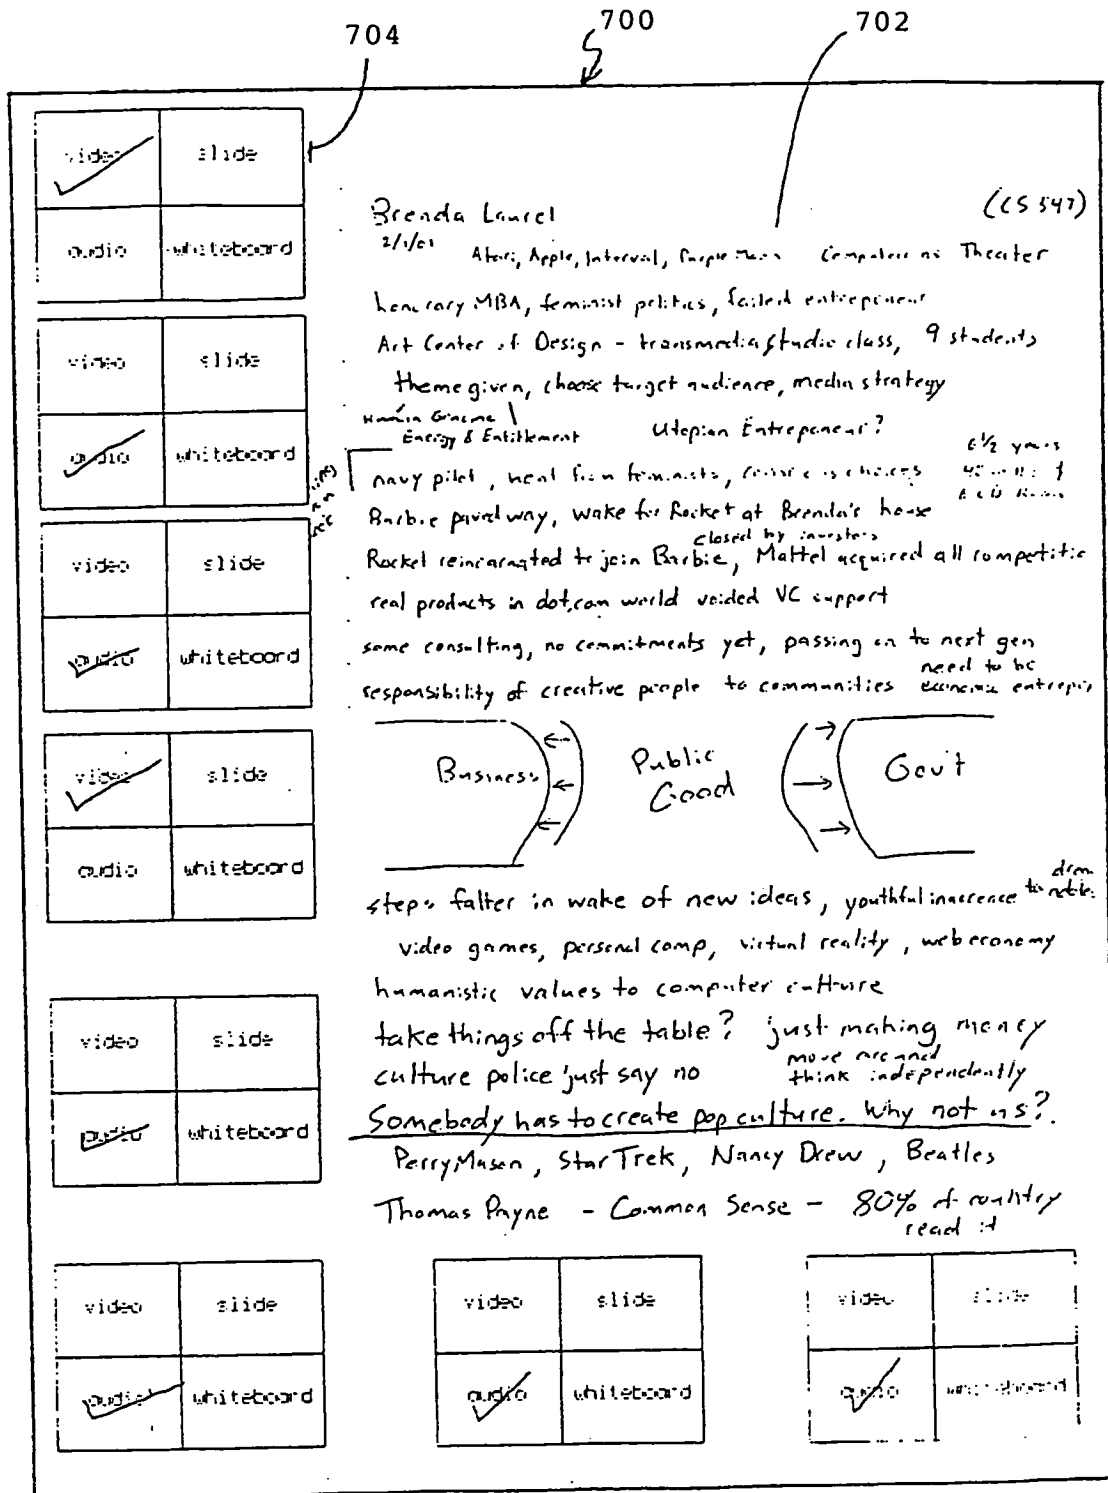 704 700 702
video slide
audio whiteboard
Brenda Laurel (CS 547)
2/1/01 Atari, Apple, Interval, Purple Moon Computers as Theater
honorary MBA, feminist politics, failed entrepeneur
Art Center of Design - transmedia studio class, 9 students
theme given, choose target audience, media strategy
Energy & Entitlement Utopian Entrepeneur?
navy pilot, heat from feminists, choices 6 1/2 years
Barbie paved way, wake for Rocket at Brenda's house
closed by investors
Rocket reincarnated to join Barbie, Mattel acquired all competitic
real products in dot.com world voided VC support
some consulting, no commitments yet, passing on to next gen
need to be
responsibility of creative people to communities economic
video slide
audio whiteboard
video slide
audio whiteboard
video slide
audio whiteboard
Business Public Good Gov't
steps falter in wake of new ideas, youthful
video games, personal comp, virtual reality, web economy
humanistic values to computer culture
take things off the table? just making money
culture police just say no move around
think independently
Somebody has to create pop culture. Why not us?
Perry Mason, Star Trek, Nancy Drew, Beatles
Thomas Payne - Common Sense - 80% of country
read it
video slide
audio whiteboard
video slide video slide video slide
audio whiteboard audio whiteboard audio whiteboard